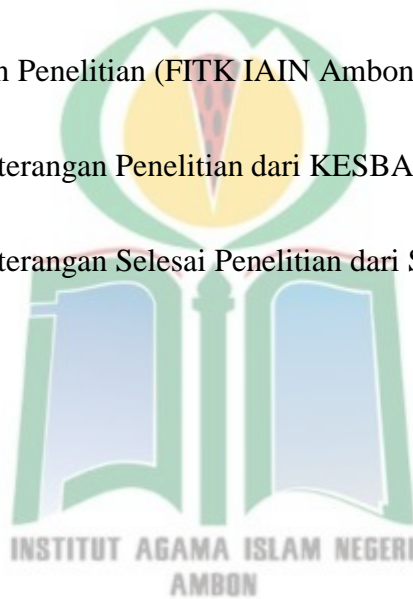 n Penelitian (FITK IAIN Ambon
terangan Penelitian dari KESBA
terangan Selesai Penelitian dari S
INSTITUT AGAMA ISLAM NEGERI
AMBON